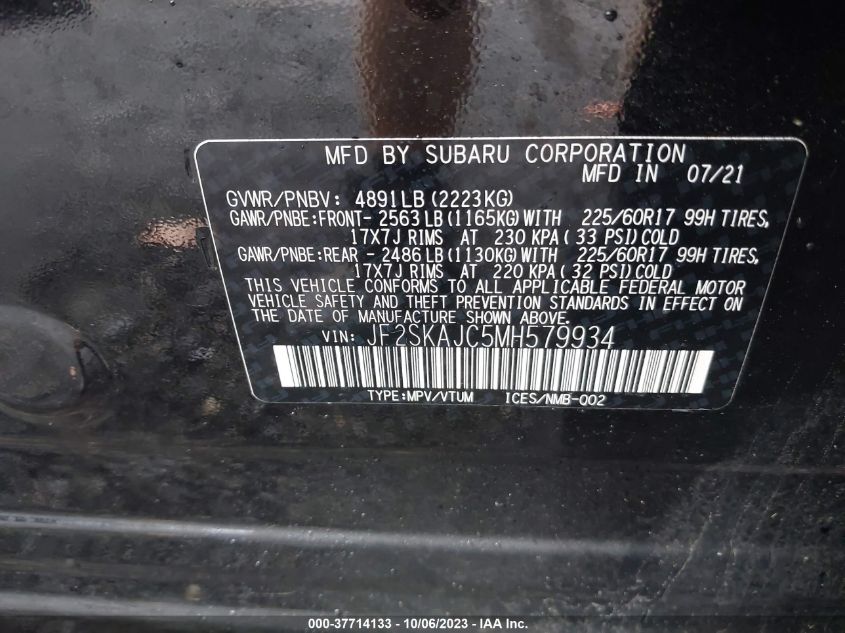 MFD BY SUBARU CORPORATION
MFD IN 07/21
GVWR/PNBV: 4891LB (2223KG)
GAWR/PNBE:FRONT- 2563 LB (1165KG) WITH 225/60R17 99H TIRES,
17X7J RIMS AT 230 KPA ( 33 PSI) COLD
GAWR/PNBE:REAR - 2486 LB (1130KG) WITH 225/60R17 99H TIRES,
17X7J RIMS AT 220 KPA ( 32 PSI) COLD
THIS VEHICLE CONFORMS TO ALL APPLICABLE FEDERAL MOTOR
VEHICLE SAFETY AND THEFT PREVENTION STANDARDS IN EFFECT ON
THE DATE OF MANUFACTURE SHOWN ABOVE.
VIN: JF2SKAJC5MH579934
TYPE:MPV/VTUM ICES/NMB-002
000-37714133 - 10/06/2023 - IAA Inc.